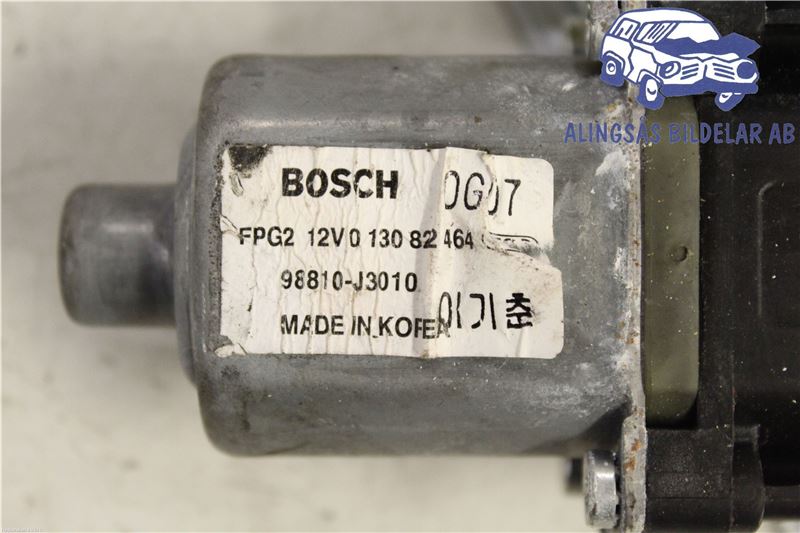 ALINGSÅS BILDELAR AB
BOSCH 0G07
FPG2 12V 0 130 82 464
98810-J3010
MADE IN KOREA 이기춘